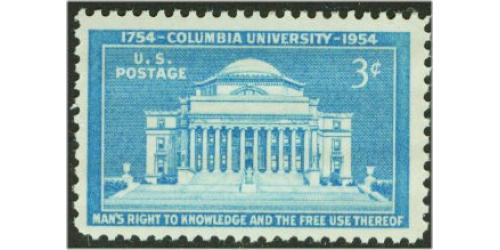 1754-COLUMBIA UNIVERSITY-1954
U. S.
POSTAGE
3¢
MAN'S RIGHT TO KNOWLEDGE AND THE FREE USE THEREOF